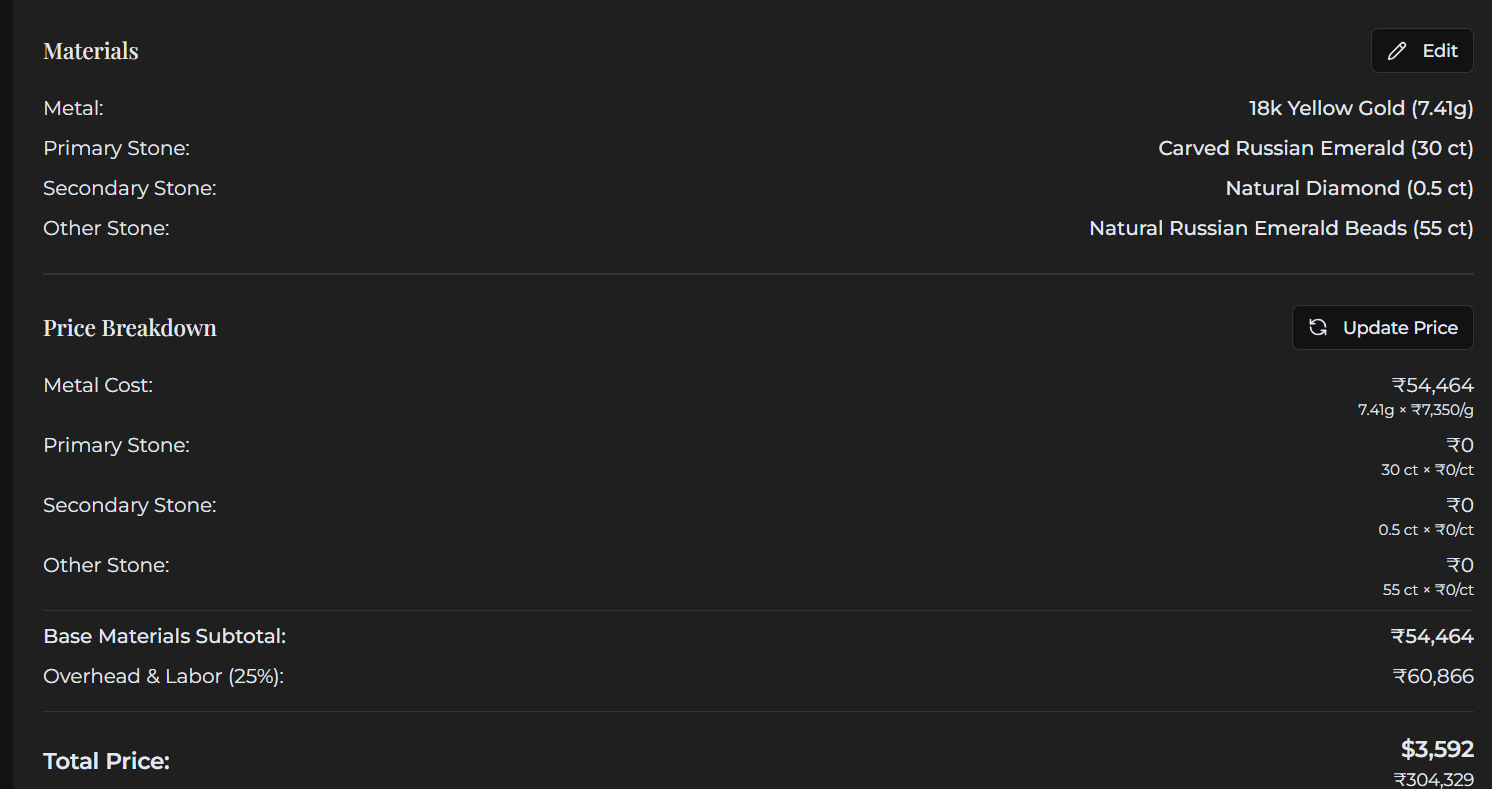 Materials
Edit
Metal: 18k Yellow Gold (7.41g)
Primary Stone: Carved Russian Emerald (30 ct)
Secondary Stone: Natural Diamond (0.5 ct)
Other Stone: Natural Russian Emerald Beads (55 ct)
Price Breakdown
Update Price
Metal Cost: ₹54,464
7.41g × ₹7,350/g
Primary Stone: ₹0
30 ct × ₹0/ct
Secondary Stone: ₹0
0.5 ct × ₹0/ct
Other Stone: ₹0
55 ct × ₹0/ct
Base Materials Subtotal: ₹54,464
Overhead & Labor (25%): ₹60,866
Total Price: $3,592
₹304,329